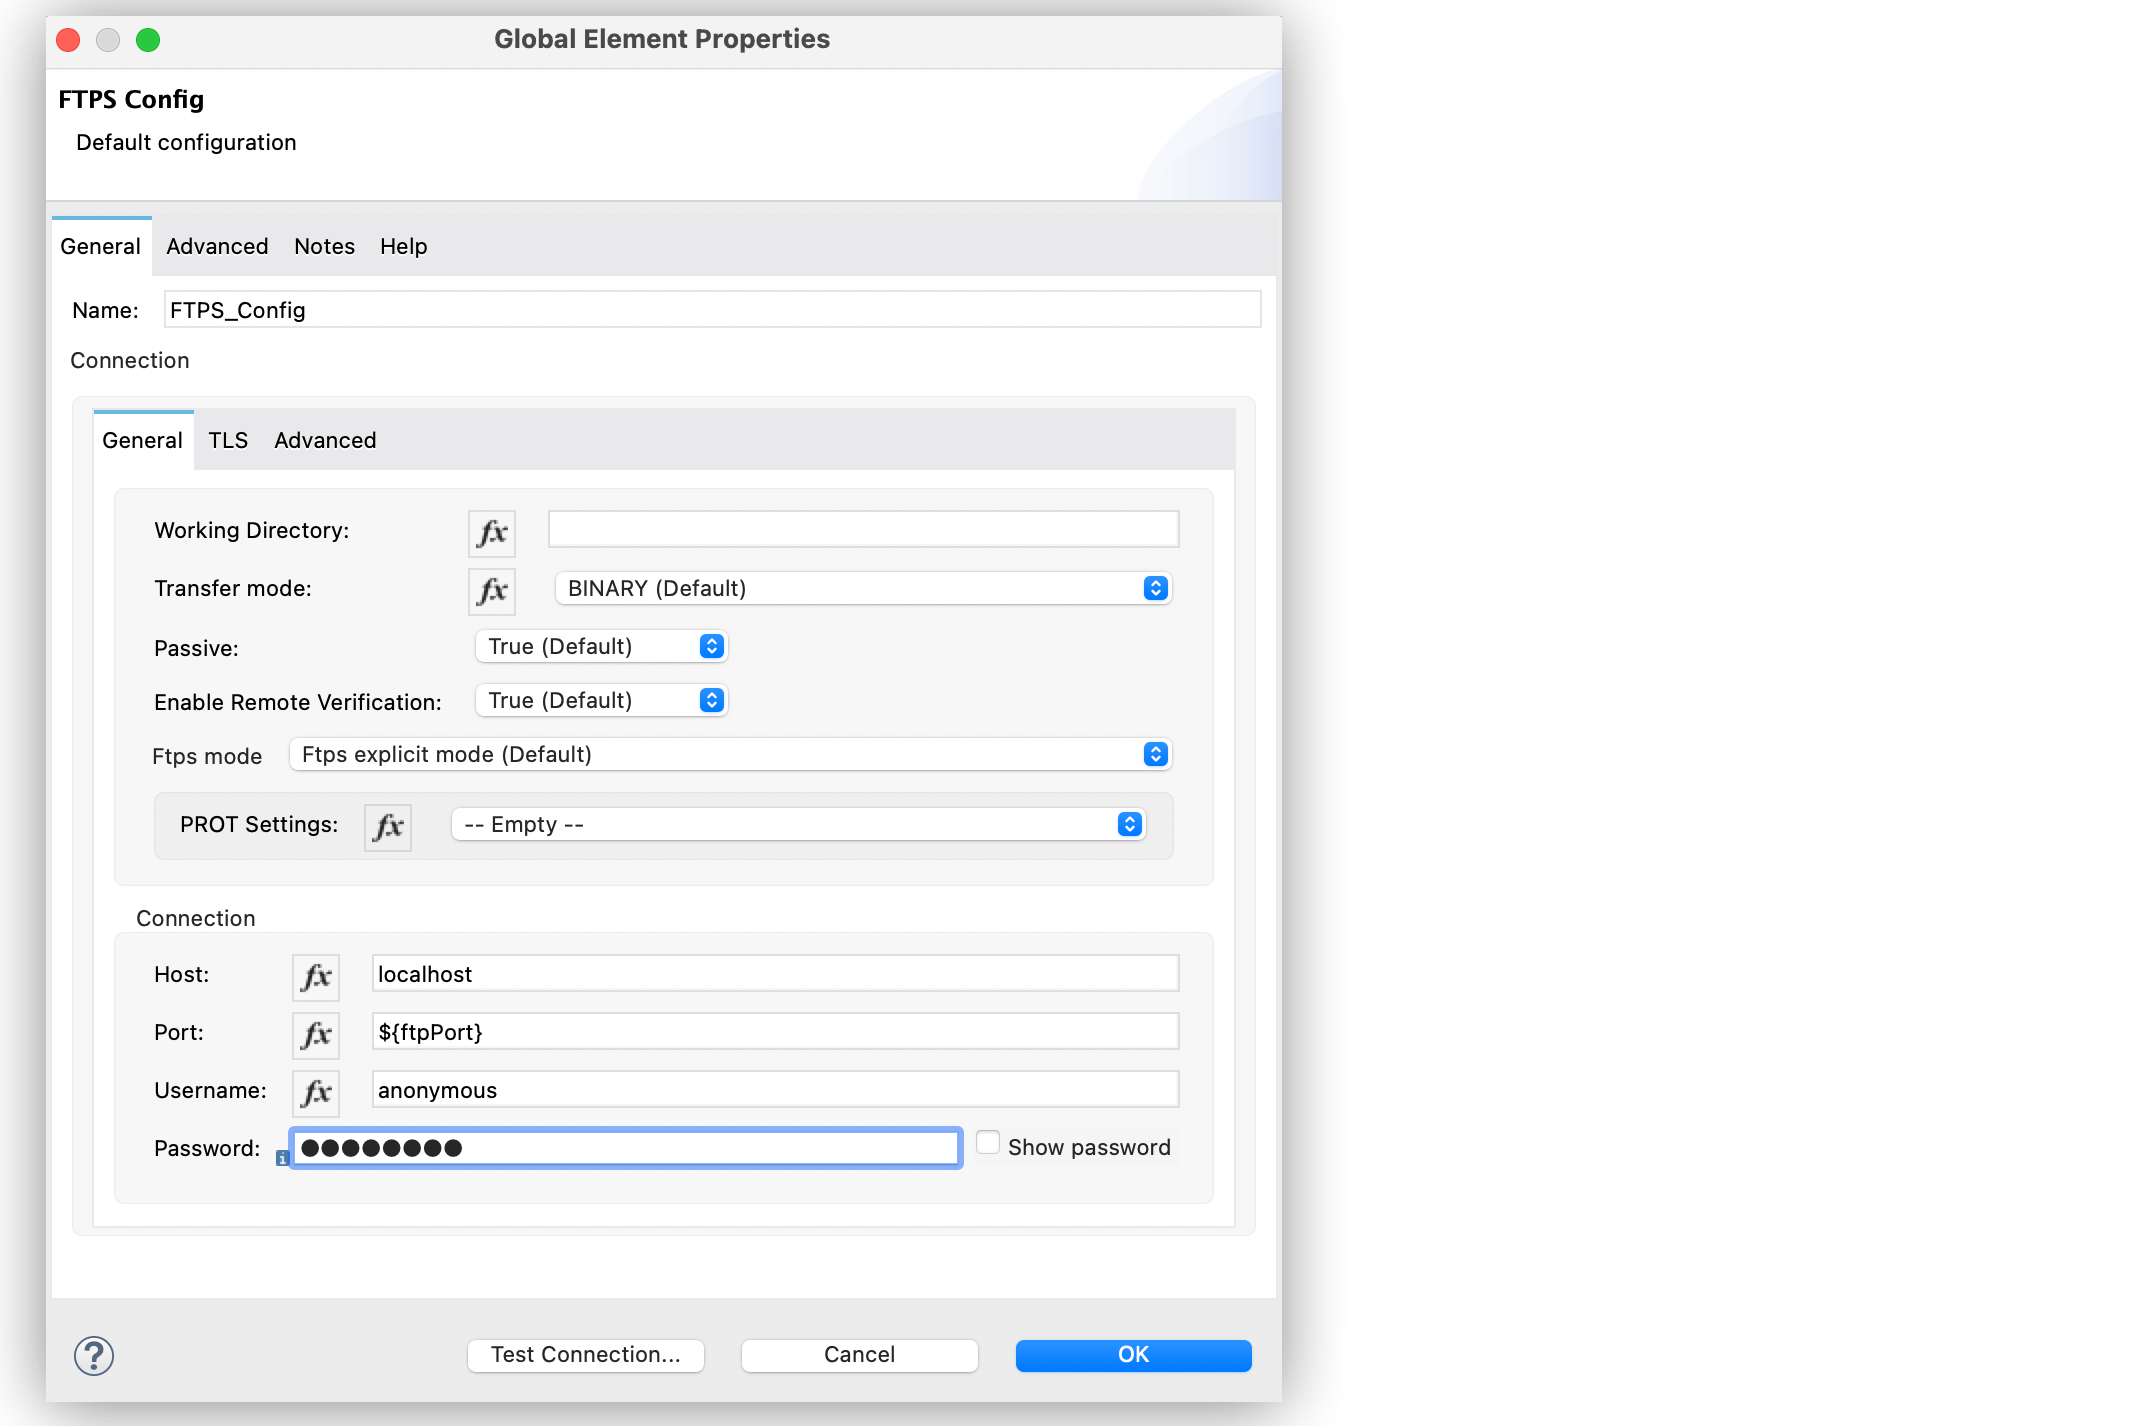 Global Element Properties
FTPS Config
Default configuration
General Advanced Notes Help
Name: FTPS_Config
Connection
General TLS Advanced
Working Directory: fx
Transfer mode: fx BINARY (Default)
Passive: True (Default)
Enable Remote Verification: True (Default)
Ftps mode Ftps explicit mode (Default)
PROT Settings: fx -- Empty --
Connection
Host: fx localhost
Port: fx ${ftpPort}
Username: fx anonymous
Password: i ●●●●●●●● Show password
? Test Connection... Cancel OK